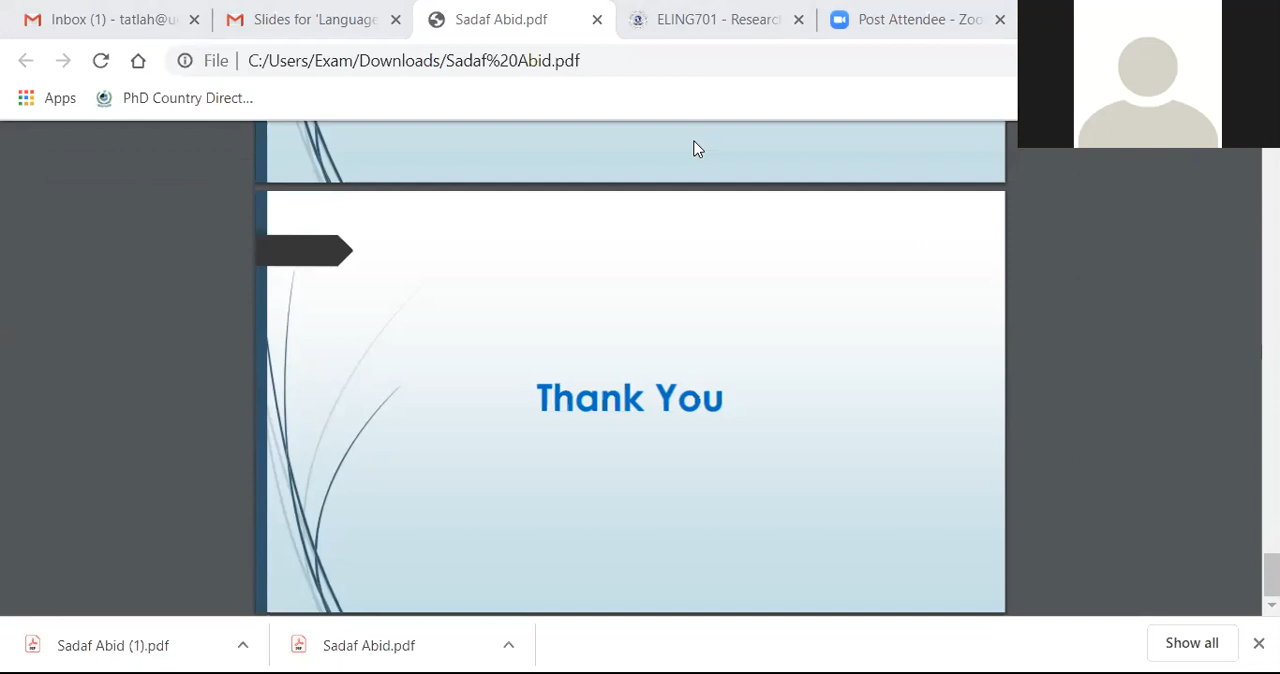 Inbox (1) - tatlah@u
Slides for 'Language
Sadaf Abid.pdf
ELING701 - Researc
Post Attendee - Zoo
File | C:/Users/Exam/Downloads/Sadaf%20Abid.pdf
Apps
PhD Country Direct...
Thank You
Sadaf Abid (1).pdf
Sadaf Abid.pdf
Show all